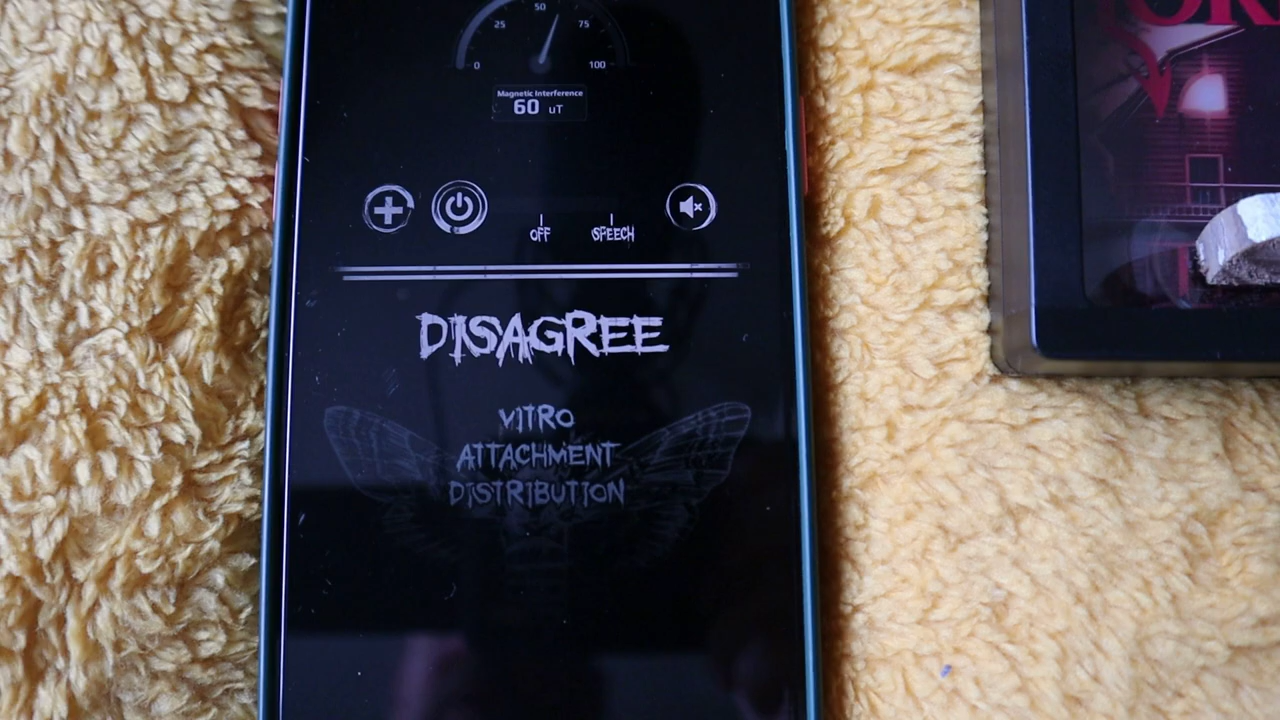 50
25 75
0 100
Magnetic Interference
60 uT
OFF SPEECH
DISAGREE
VITRO
ATTACHMENT
DISTRIBUTION